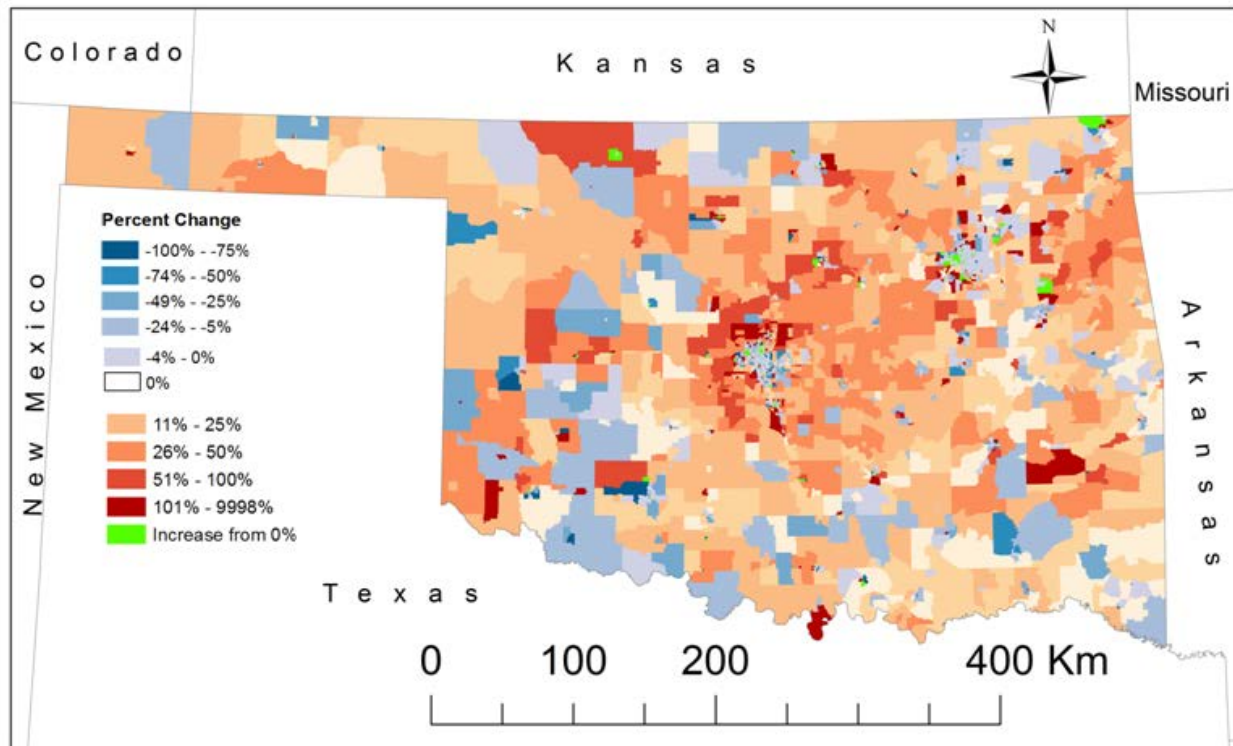 N
Colorado
Kansas
Missouri
Percent Change
-100% - -75%
-74% - -50%
-49% - -25%
-24% - -5%
-4% - 0%
0%
11% - 25%
26% - 50%
51% - 100%
101% - 9998%
Increase from 0%
New Mexico
Arkansas
Texas
0 100 200 400 Km